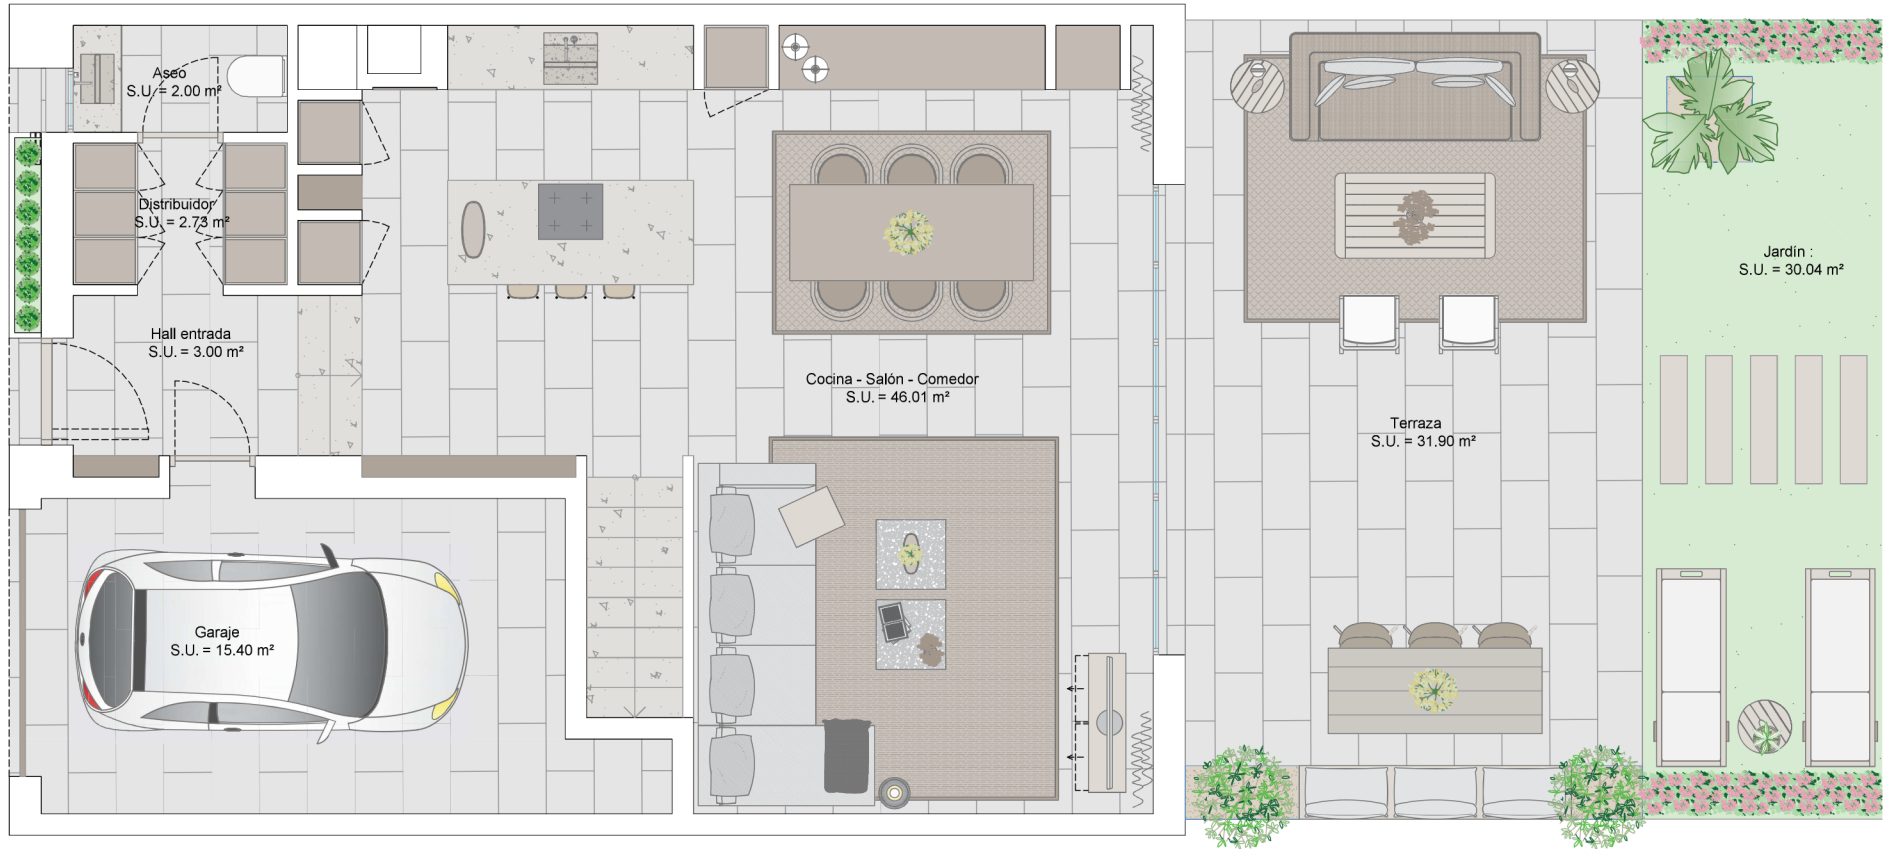 Aseo
S.U. = 2.00 m²
Distribuidor
S.U. = 2.73 m²
Hall entrada
S.U. = 3.00 m²
Cocina - Salón - Comedor
S.U. = 46.01 m²
Garaje
S.U. = 15.40 m²
Terraza
S.U. = 31.90 m²
Jardín :
S.U. = 30.04 m²